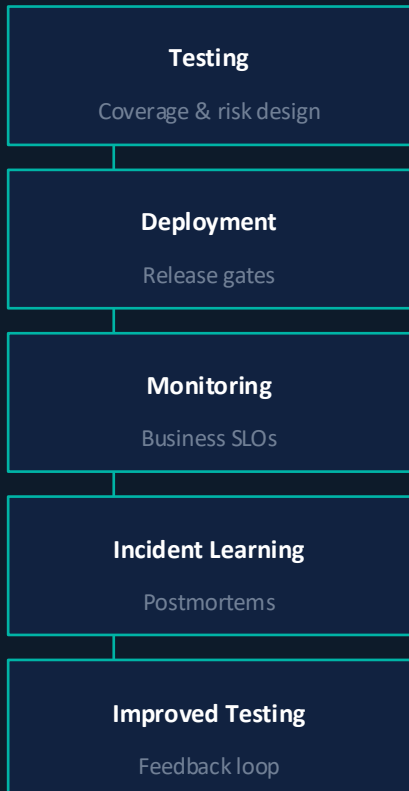 Testing
Coverage & risk design
Deployment
Release gates
Monitoring
Business SLOs
Incident Learning
Postmortems
Improved Testing
Feedback loop